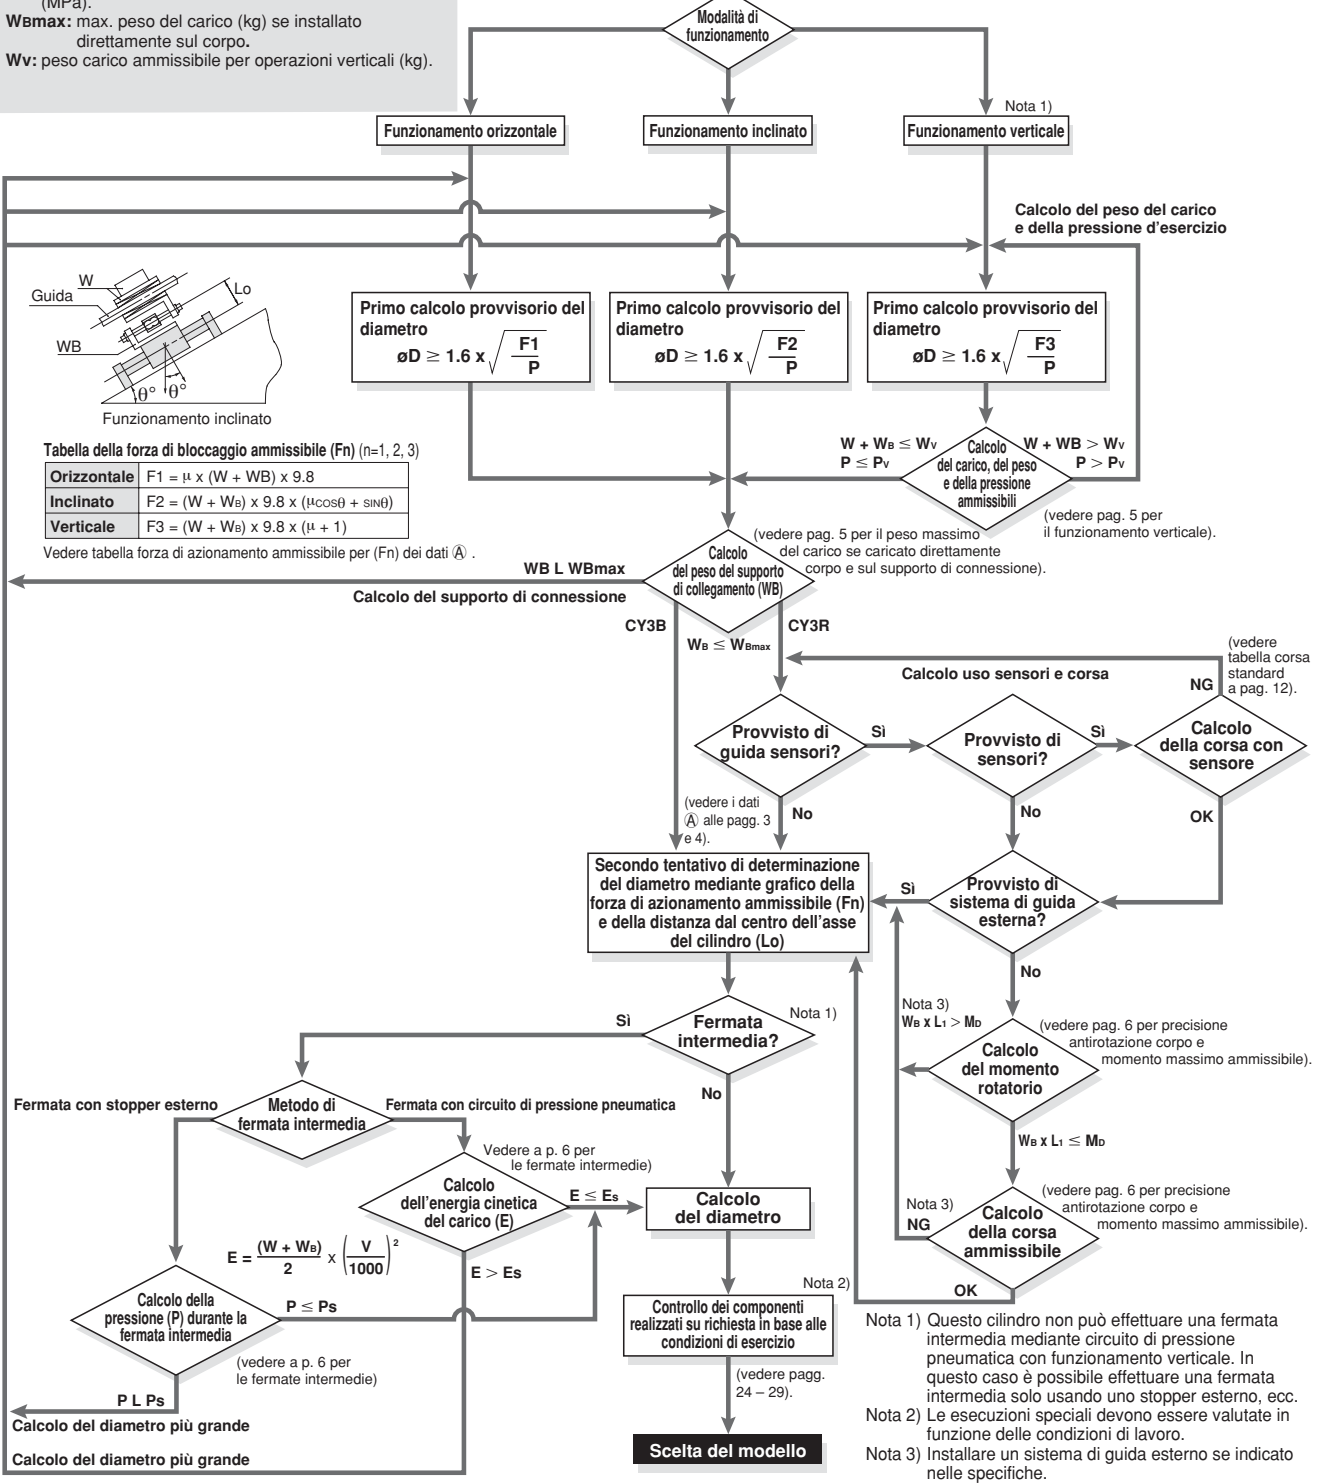 (MPa).
WBmax: max. peso del carico (kg) se installato
direttamente sul corpo.
Wv: peso carico ammissibile per operazioni verticali (kg).
Modalità di
funzionamento
Nota 1)
Funzionamento orizzontale
Funzionamento inclinato
Funzionamento verticale
Calcolo del peso del carico
e della pressione d'esercizio
W
Guida
Lo
WB
θ°
θ°
Funzionamento inclinato
Primo calcolo provvisorio del
diametro
øD ≥ 1.6 x √ F1 / P
Primo calcolo provvisorio del
diametro
øD ≥ 1.6 x √ F2 / P
Primo calcolo provvisorio del
diametro
øD ≥ 1.6 x √ F3 / P
Tabella della forza di bloccaggio ammissibile (Fn) (n=1, 2, 3)
Orizzontale F1 = μ x (W + WB) x 9.8
Inclinato F2 = (W + WB) x 9.8 x (μcosθ + sinθ)
Verticale F3 = (W + WB) x 9.8 x (μ + 1)
Vedere tabella forza di azionamento ammissibile per (Fn) dei dati Ⓐ .
W + WB ≤ Wv
P ≤ Pv
Calcolo
del carico, del peso
e della pressione
ammissibili
W + WB > Wv
P > Pv
(vedere pag. 5 per
il funzionamento verticale).
(vedere pag. 5 per il peso massimo
del carico se caricato direttamente
corpo e sul supporto di connessione).
Calcolo
del peso del supporto
di collegamento (WB)
WB L WBmax
Calcolo del supporto di connessione
CY3B
CY3R
WB ≤ WBmax
Calcolo uso sensori e corsa
(vedere
tabella corsa
standard
a pag. 12).
NG
Provvisto di
guida sensori?
Sì
Provvisto di
sensori?
Sì
Calcolo
della corsa con
sensore
(vedere i dati
Ⓐ alle pagg. 3
e 4).
No
No
OK
Secondo tentativo di determinazione
del diametro mediante grafico della
forza di azionamento ammissibile (Fn)
e della distanza dal centro dell'asse
del cilindro (Lo)
Sì
Provvisto di
sistema di guida
esterna?
No
Nota 3)
WB x L1 > MD
Calcolo
del momento
rotatorio
(vedere pag. 6 per precisione
antirotazione corpo e
momento massimo ammissibile).
WB x L1 ≤ MD
Nota 3)
NG
Calcolo
della corsa
ammissibile
(vedere pag. 6 per precisione
antirotazione corpo e
momento massimo ammissibile).
OK
Sì
Fermata
intermedia?
Nota 1)
No
Fermata con stopper esterno
Metodo di
fermata intermedia
Fermata con circuito di pressione pneumatica
Vedere a p. 6 per
le fermate intermedie)
Calcolo
dell'energia cinetica
del carico (E)
E ≤ Es
Calcolo
del diametro
E = (W + WB) / 2 x (V / 1000)²
E > Es
Calcolo della
pressione (P) durante la
fermata intermedia
P ≤ Ps
(vedere a p. 6 per
le fermate intermedie)
P L Ps
Calcolo del diametro più grande
Calcolo del diametro più grande
Nota 2)
Controllo dei componenti
realizzati su richiesta in base alle
condizioni di esercizio
(vedere pagg.
24 – 29).
Scelta del modello
Nota 1) Questo cilindro non può effettuare una fermata
intermedia mediante circuito di pressione
pneumatica con funzionamento verticale. In
questo caso è possibile effettuare una fermata
intermedia solo usando uno stopper esterno, ecc.
Nota 2) Le esecuzioni speciali devono essere valutate in
funzione delle condizioni di lavoro.
Nota 3) Installare un sistema di guida esterno se indicato
nelle specifiche.